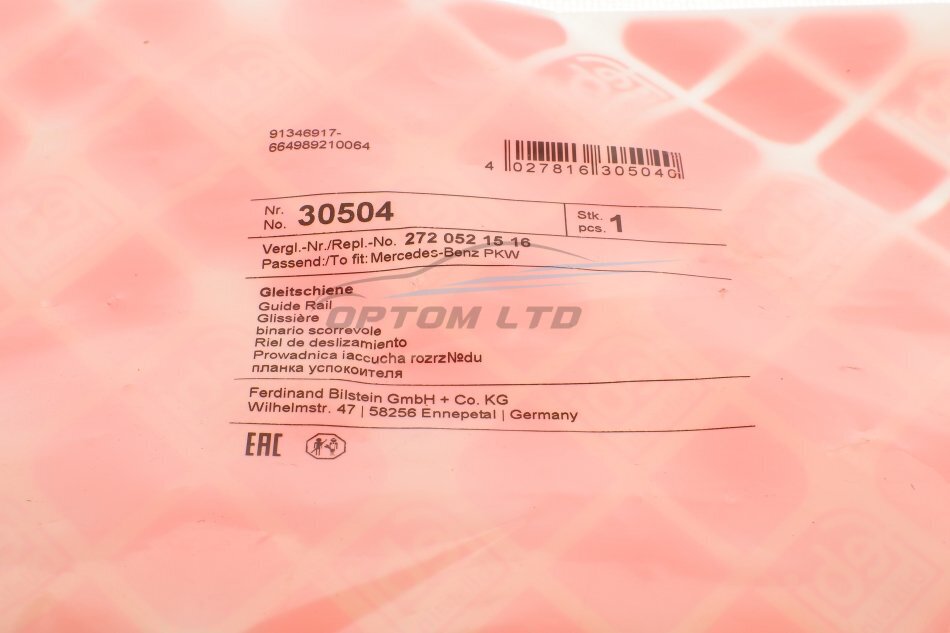 91346917-
664989210064
4 027816 305040
Nr.
No. 30504
Stk.
pcs. 1
Vergl.-Nr./Repl.-No. 272 052 15 16
Passend:/To fit: Mercedes-Benz PKW
Gleitschiene
Guide Rail
Glissière
binario scorrevole
Riel de deslizamiento
Prowadnica iaccucha rozrz№du
планка успокоителя
OPTOM LTD
Ferdinand Bilstein GmbH + Co. KG
Wilhelmstr. 47 | 58256 Ennepetal | Germany
EAC